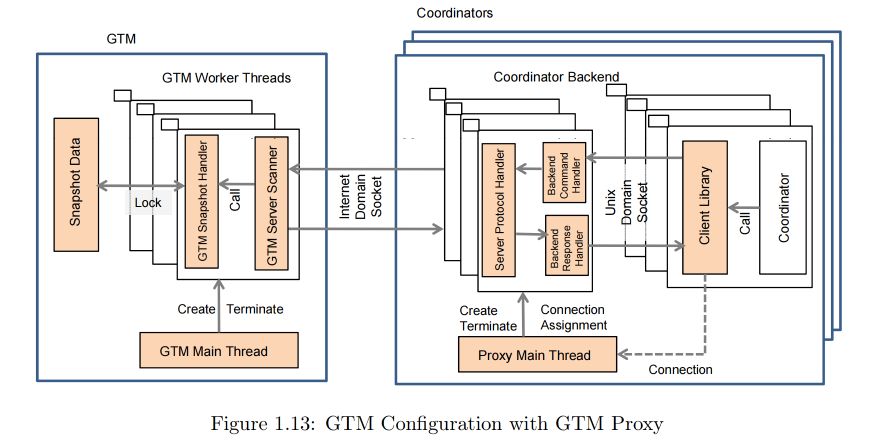 Coordinators
GTM
GTM Worker Threads
Coordinator Backend
Snapshot Data
Lock
GTM Snapshot Handler
Call
GTM Server Scanner
Internet
Domain
Socket
Server Protocol Handler
Backend
Command
Handler
Backend
Response
Handler
Unix
Domain
Socket
Client Library
Call
Coordinator
Create
Terminate
GTM Main Thread
Create
Terminate
Connection
Assignment
Proxy Main Thread
Connection
Figure 1.13: GTM Configuration with GTM Proxy